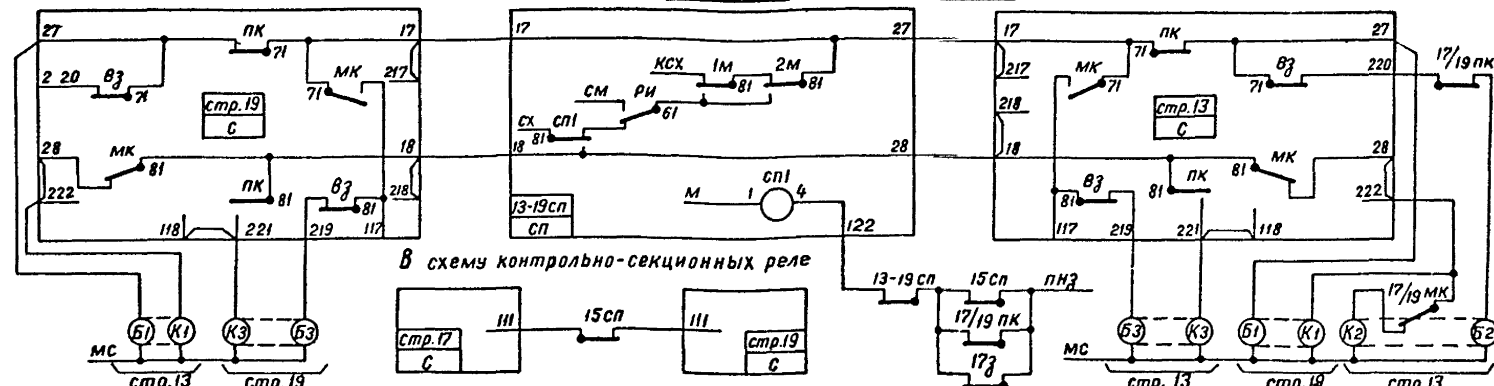 27 ПК 17
71
2 20 ВЗ
71
МК 217
71
стр.19
С
28 МК 18
81
222
ПК
81
ВЗ 218
81
118 221 219 117
17 27
КСХ 1М 2М
81 81
СМ РИ
61
СХ СП1
81
18 28
СП1
М 1 4
13-19СП
СП
122
17 ПК 27
71
217 МК
71
ВЗ 220
71
17/19 ПК
218
стр.13
С
18 МК 28
81
ВЗ
81
ПК
81
222
117 219 221 118
В схему контрольно-секционных реле
111 15СП 111
стр.17
С
стр.19
С
13-19 СП 15СП ПНЗ
17/19 ПК
17З
Б1 К1 К3 Б3
МС
стр.13 стр.19
17/19 МК
Б3 К3 Б1 К1 К2 Б2
МС
стр.13